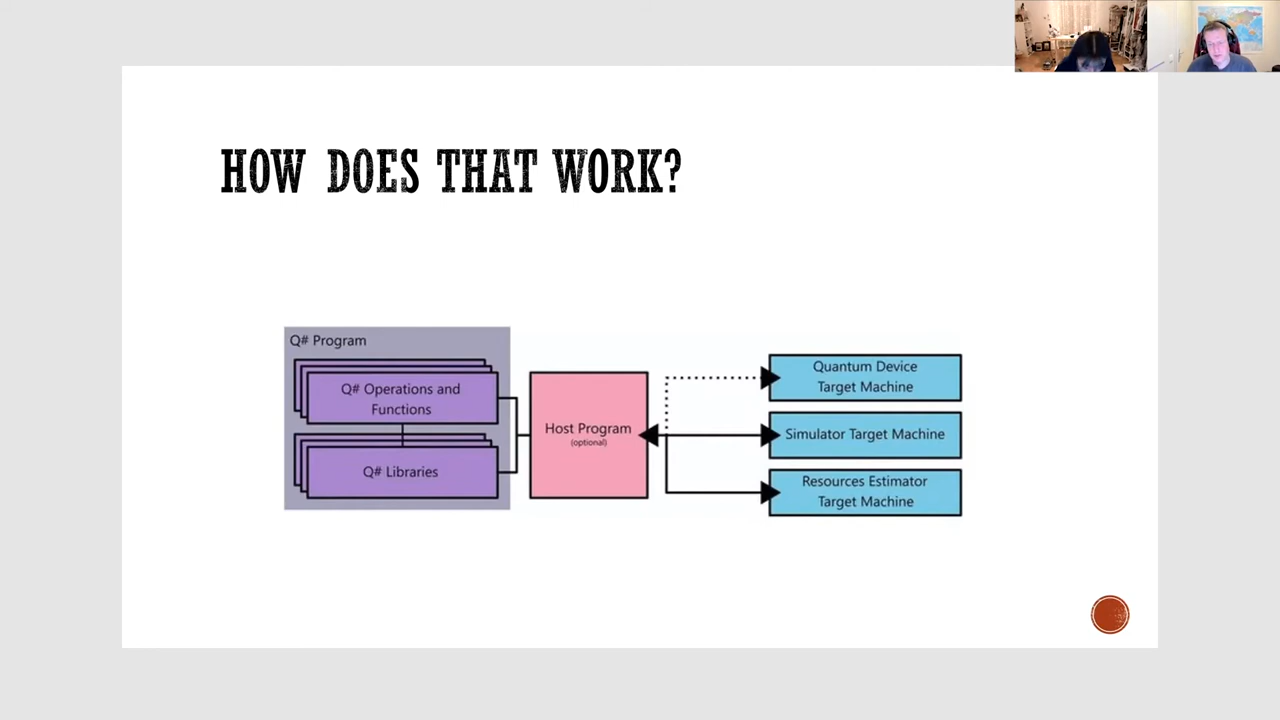 HOW DOES THAT WORK?
Q# Program
Q# Operations and
Functions
Q# Libraries
Host Program
(optional)
Quantum Device
Target Machine
Simulator Target Machine
Resources Estimator
Target Machine